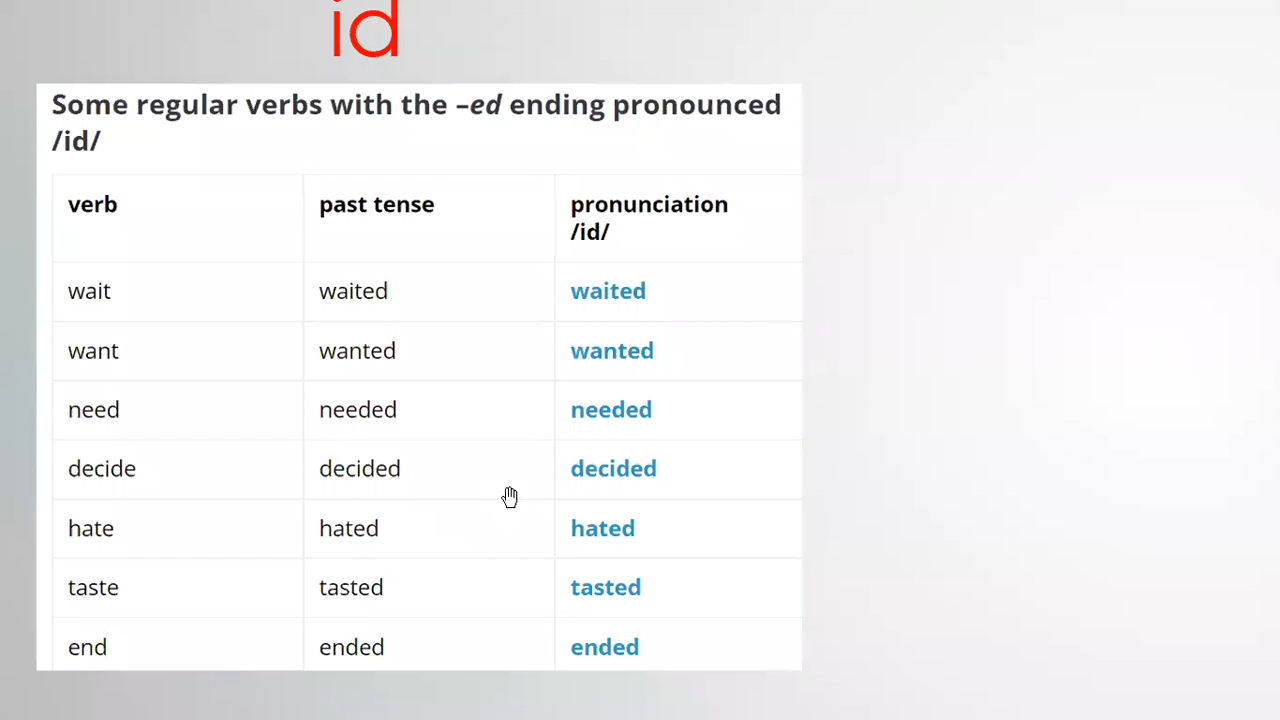 id
Some regular verbs with the –ed ending pronounced
/id/
verb past tense pronunciation
/id/
wait waited waited
want wanted wanted
need needed needed
decide decided decided
hate hated hated
taste tasted tasted
end ended ended